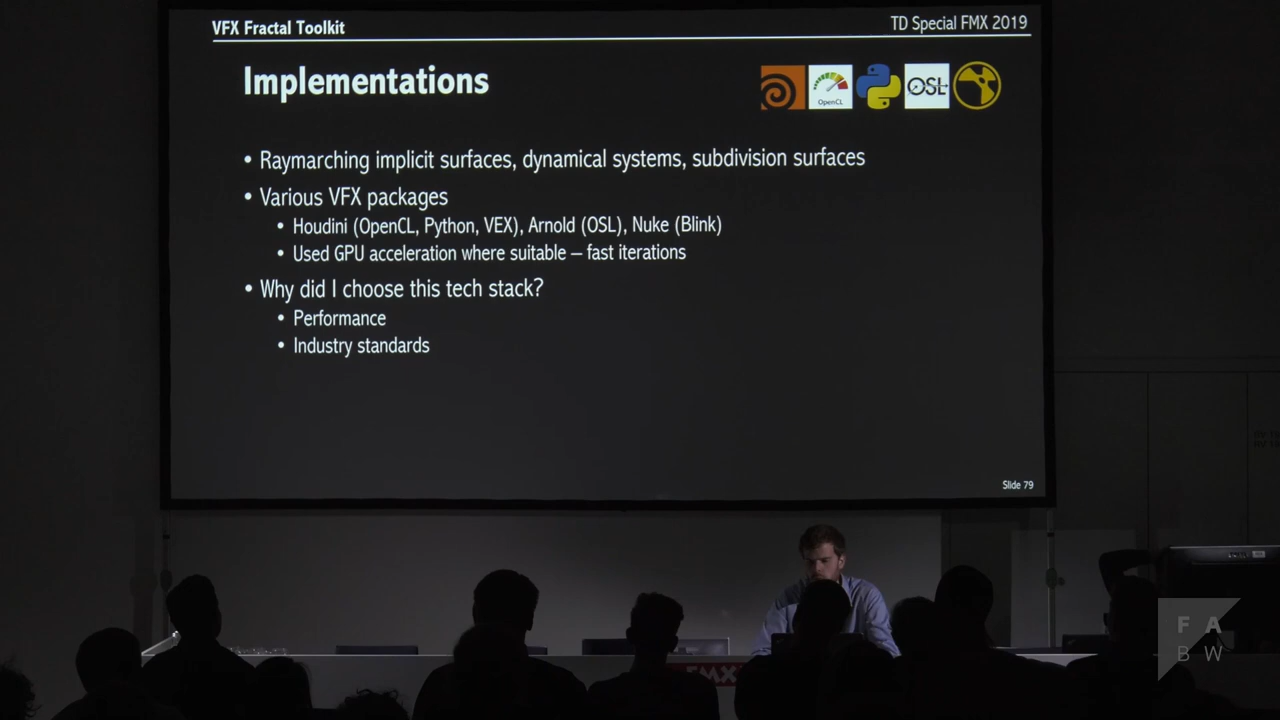 VFX Fractal Toolkit
TD Special FMX 2019
Implementations
OpenCL
OSL
• Raymarching implicit surfaces, dynamical systems, subdivision surfaces
• Various VFX packages
• Houdini (OpenCL, Python, VEX), Arnold (OSL), Nuke (Blink)
• Used GPU acceleration where suitable – fast iterations
• Why did I choose this tech stack?
• Performance
• Industry standards
Slide 79
FMX
F A
B W